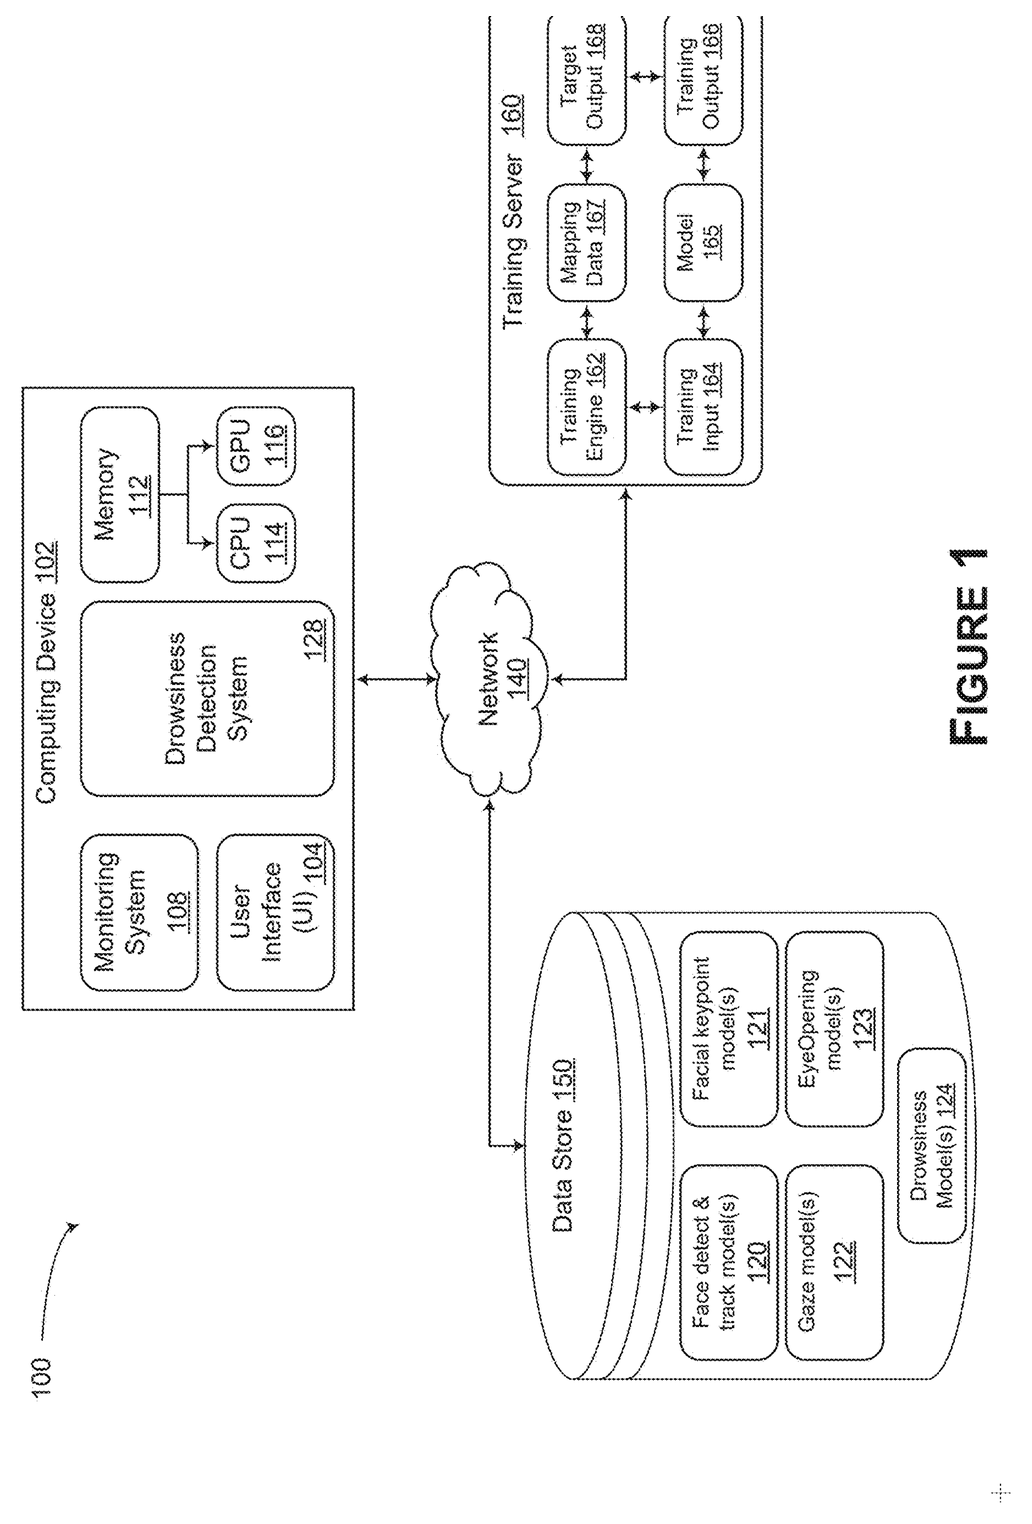 100
Computing Device 102
Monitoring
System
108
User
Interface
(UI) 104
Drowsiness
Detection
System
128
Memory
112
CPU
114
GPU
116
Network
140
Data Store 150
Face detect &
track model(s)
120
Facial keypoint
model(s)
121
Gaze model(s)
122
EyeOpening
model(s)
123
Drowsiness
Model(s) 124
Training Server 160
Training
Engine 162
Mapping
Data 167
Target
Output 168
Training
Input 164
Model
165
Training
Output 166
FIGURE 1